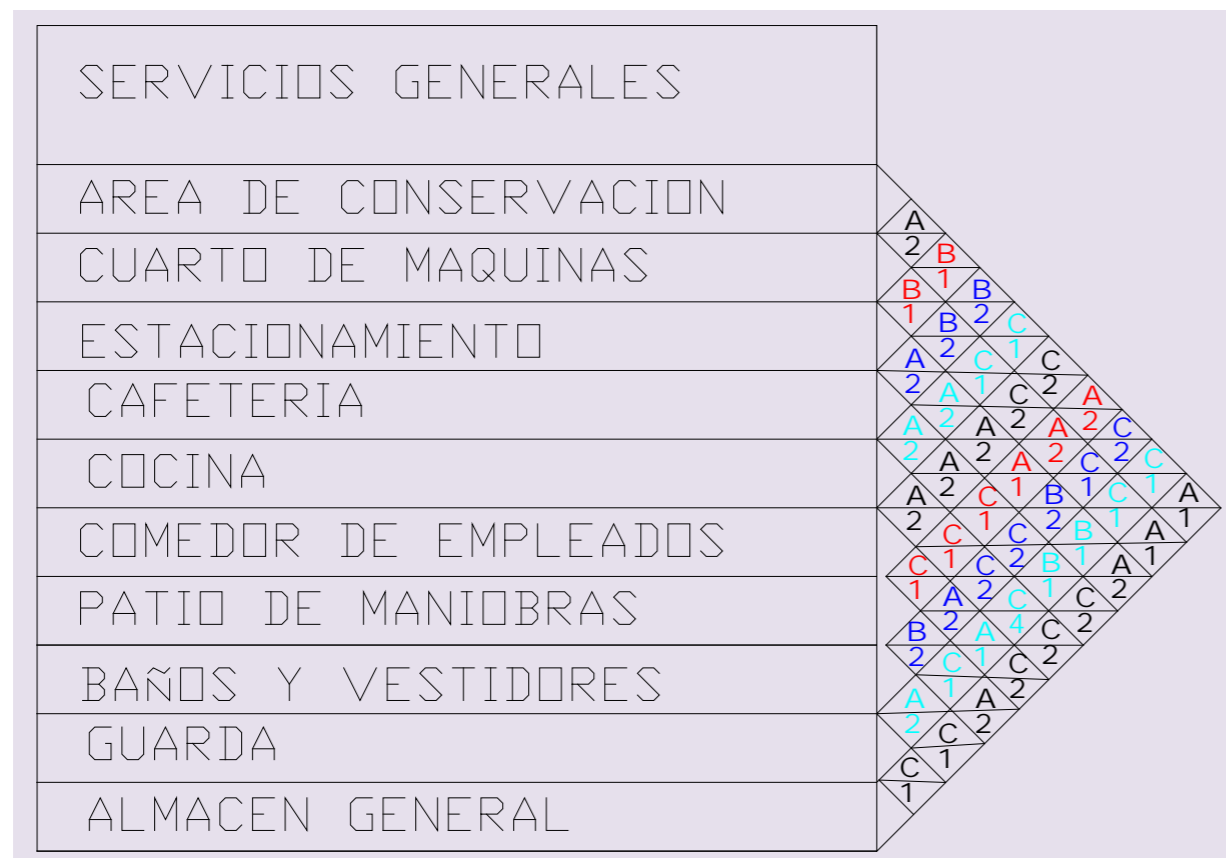 SERVICIOS GENERALES
AREA DE CONSERVACION
A
CUARTO DE MAQUINAS
2 B
B 1 B
ESTACIONAMIENTO
1 B 2 C
A 2 C 1 C
CAFETERIA
2 A 1 C 2 A
A 2 A 2 A 2 C
COCINA
2 A 2 A 2 C 2 C
A 2 C 1 B 1 C 1 A
COMEDOR DE EMPLEADOS
2 C 1 C 2 B 1 A 1
C 1 C 2 B 1 A 1
PATIO DE MANIOBRAS
1 A 2 C 1 C 2
B 2 A 4 C 2
BAÑOS Y VESTIDORES
2 C 1 C 2
A 1 A 2
GUARDA
2 C 2
C 1
ALMACEN GENERAL
1